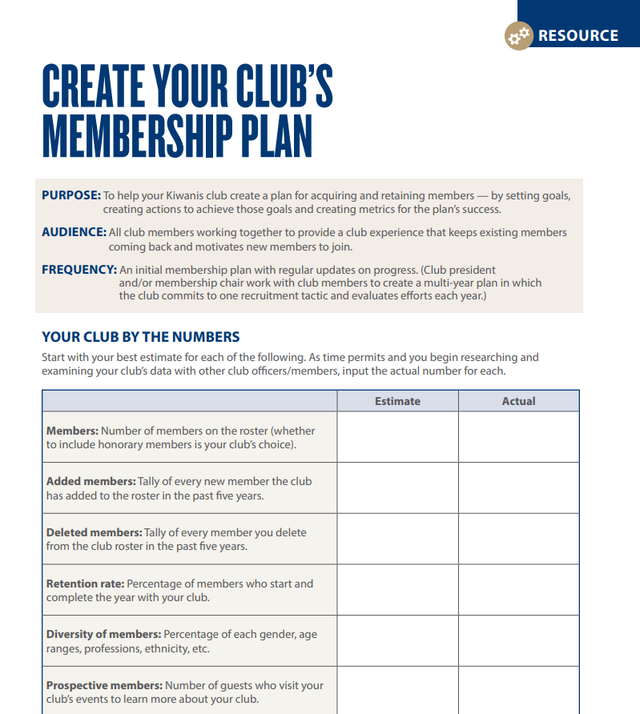 RESOURCE
CREATE YOUR CLUB’S
MEMBERSHIP PLAN
PURPOSE: To help your Kiwanis club create a plan for acquiring and retaining members — by setting goals,
creating actions to achieve those goals and creating metrics for the plan’s success.
AUDIENCE: All club members working together to provide a club experience that keeps existing members
coming back and motivates new members to join.
FREQUENCY: An initial membership plan with regular updates on progress. (Club president
and/or membership chair work with club members to create a multi-year plan in which
the club commits to one recruitment tactic and evaluates efforts each year.)
YOUR CLUB BY THE NUMBERS
Start with your best estimate for each of the following. As time permits and you begin researching and
examining your club’s data with other club officers/members, input the actual number for each.
Estimate Actual
Members: Number of members on the roster (whether
to include honorary members is your club’s choice).
Added members: Tally of every new member the club
has added to the roster in the past five years.
Deleted members: Tally of every member you delete
from the club roster in the past five years.
Retention rate: Percentage of members who start and
complete the year with your club.
Diversity of members: Percentage of each gender, age
ranges, professions, ethnicity, etc.
Prospective members: Number of guests who visit your
club’s events to learn more about your club.